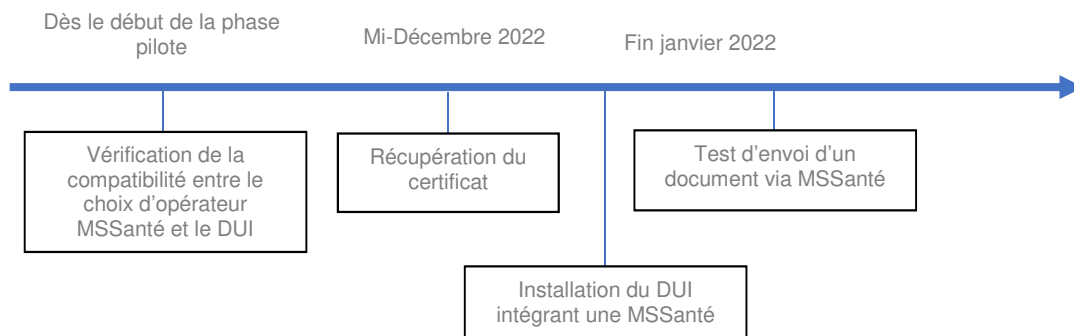 Dès le début de la phase
pilote
Mi-Décembre 2022
Fin janvier 2022
Vérification de la
compatibilité entre le
choix d'opérateur
MSSanté et le DUI
Récupération du
certificat
Test d'envoi d'un
document via MSSanté
Installation du DUI
intégrant une MSSanté